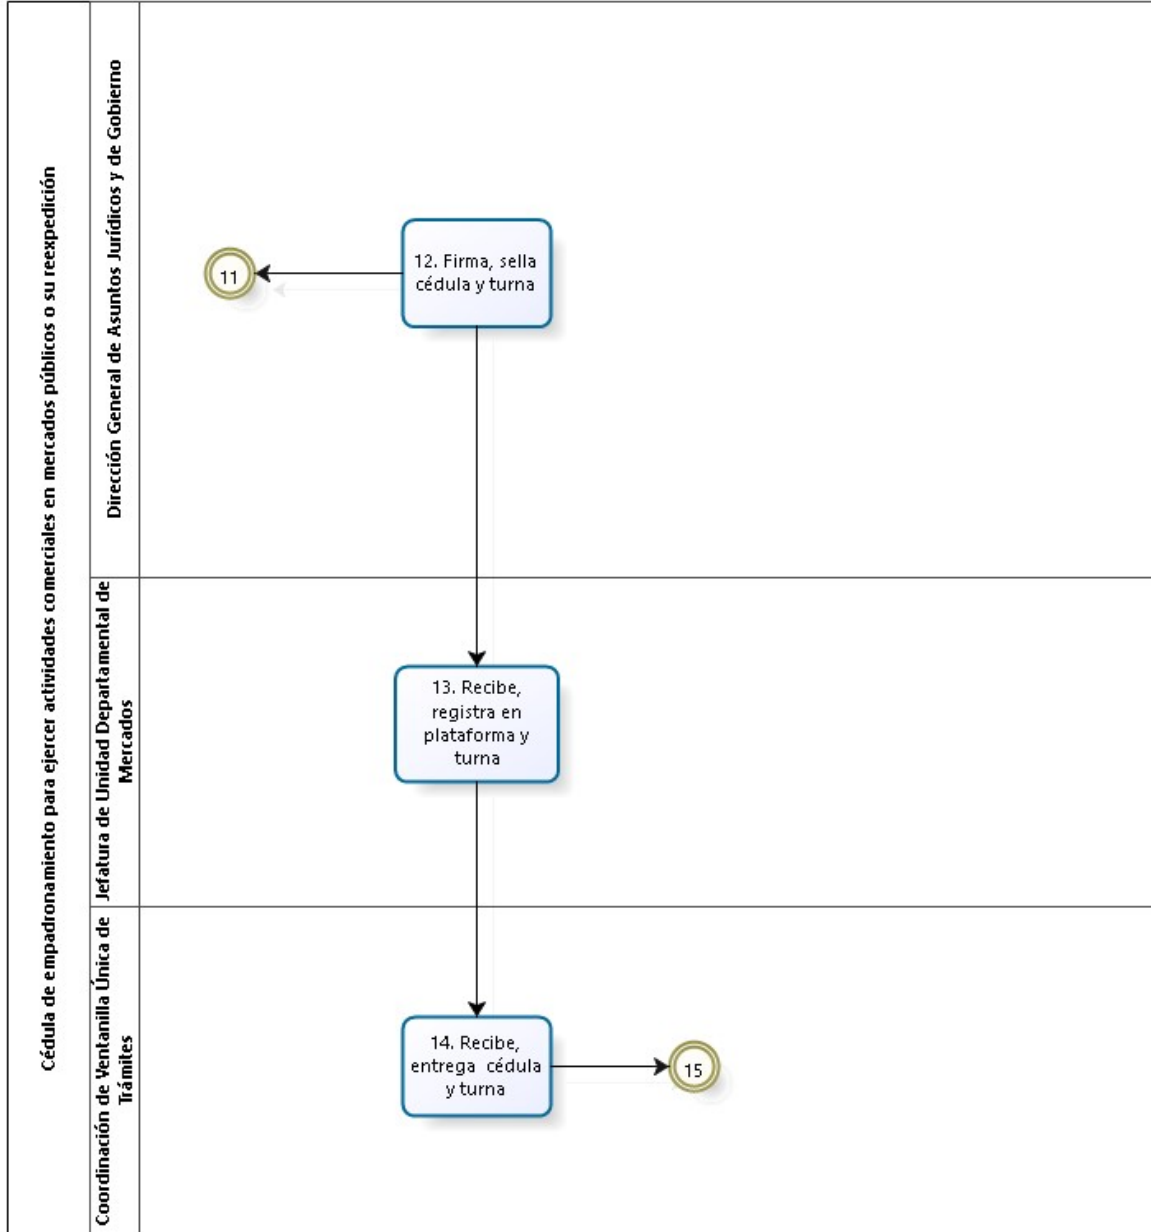 Cédula de empadronamiento para ejercer actividades comerciales en mercados públicos o su reexpedición
Dirección General de Asuntos Jurídicos y de Gobierno
11
12. Firma, sella
cédula y turna
Jefatura de Unidad Departamental de
Mercados
13. Recibe,
registra en
plataforma y
turna
Coordinación de Ventanilla Única de
Trámites
14. Recibe,
entrega  cédula
y turna
15